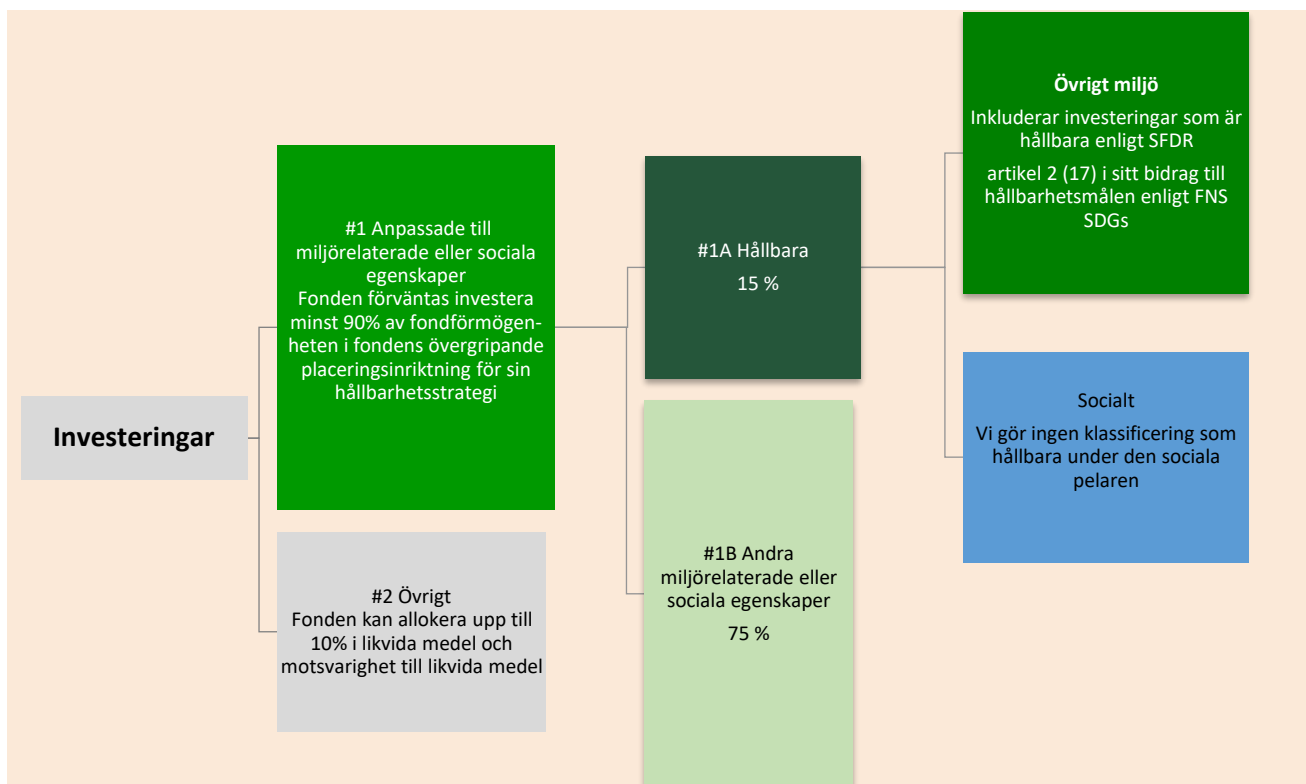 Investeringar
#1 Anpassade till
miljörelaterade eller sociala
egenskaper
Fonden förväntas investera
minst 90% av fondförmögen-
heten i fondens övergripande
placeringsinriktning för sin
hållbarhetsstrategi
#2 Övrigt
Fonden kan allokera upp till
10% i likvida medel och
motsvarighet till likvida medel
#1A Hållbara
15 %
#1B Andra
miljörelaterade eller
sociala egenskaper
75 %
Övrigt miljö
Inkluderar investeringar som är
hållbara enligt SFDR
artikel 2 (17) i sitt bidrag till
hållbarhetsmålen enligt FNS
SDGs
Socialt
Vi gör ingen klassificering som
hållbara under den sociala
pelaren